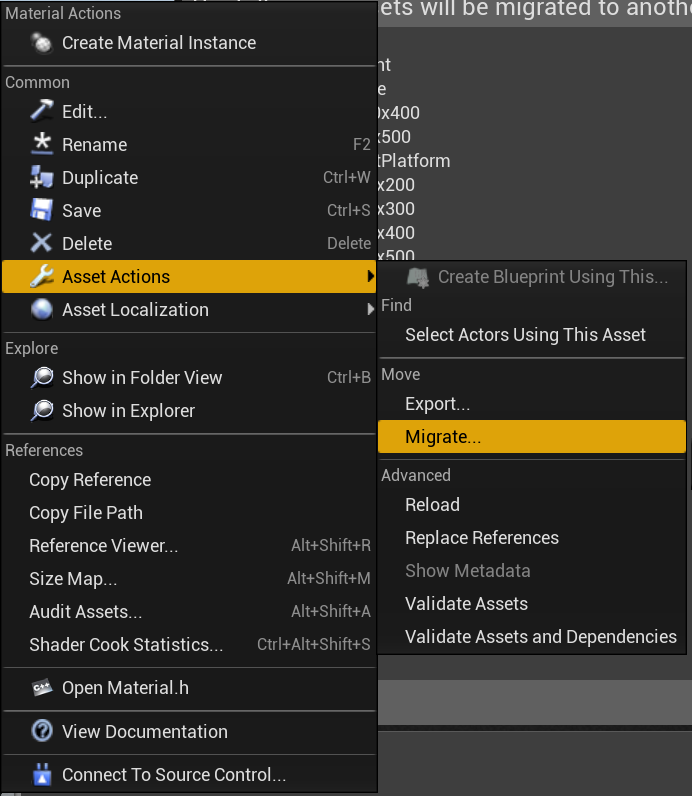 ets will be migrated to anothe
Material Actions
Create Material Instance
Common
Edit...
Rename F2
Duplicate Ctrl+W
Save Ctrl+S
Delete Delete
Asset Actions
Asset Localization
Explore
Show in Folder View Ctrl+B
Show in Explorer
References
Copy Reference
Copy File Path
Reference Viewer... Alt+Shift+R
Size Map... Alt+Shift+M
Audit Assets... Alt+Shift+A
Shader Cook Statistics... Ctrl+Alt+Shift+S
C++
Open Material.h
View Documentation
Connect To Source Control...
nt
e
0x400
x500
tPlatform
x200
x300
x400
x500
Create Blueprint Using This...
Find
Select Actors Using This Asset
Move
Export...
Migrate...
Advanced
Reload
Replace References
Show Metadata
Validate Assets
Validate Assets and Dependencies